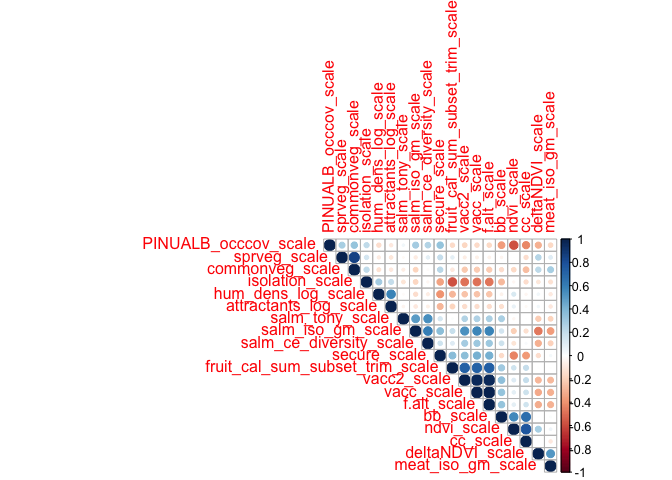 PINUALB_occcov_scale
sprveg_scale
commonveg_scale
isolation_scale
hum_dens_log_scale
attractants_log_scale
salm_tony_scale
salm_iso_gm_scale
salm_ce_diversity_scale
secure_scale
fruit_cal_sum_subset_trim_scale
vacc2_scale
vacc_scale
f.alt_scale
bb_scale
ndvi_scale
cc_scale
deltaNDVI_scale
meat_iso_gm_scale
PINUALB_occcov_scale
sprveg_scale
commonveg_scale
isolation_scale
hum_dens_log_scale
attractants_log_scale
salm_tony_scale
salm_iso_gm_scale
salm_ce_diversity_scale
secure_scale
fruit_cal_sum_subset_trim_scale
vacc2_scale
vacc_scale
f.alt_scale
bb_scale
ndvi_scale
cc_scale
deltaNDVI_scale
meat_iso_gm_scale
1
0.8
0.6
0.4
0.2
0
-0.2
-0.4
-0.6
-0.8
-1